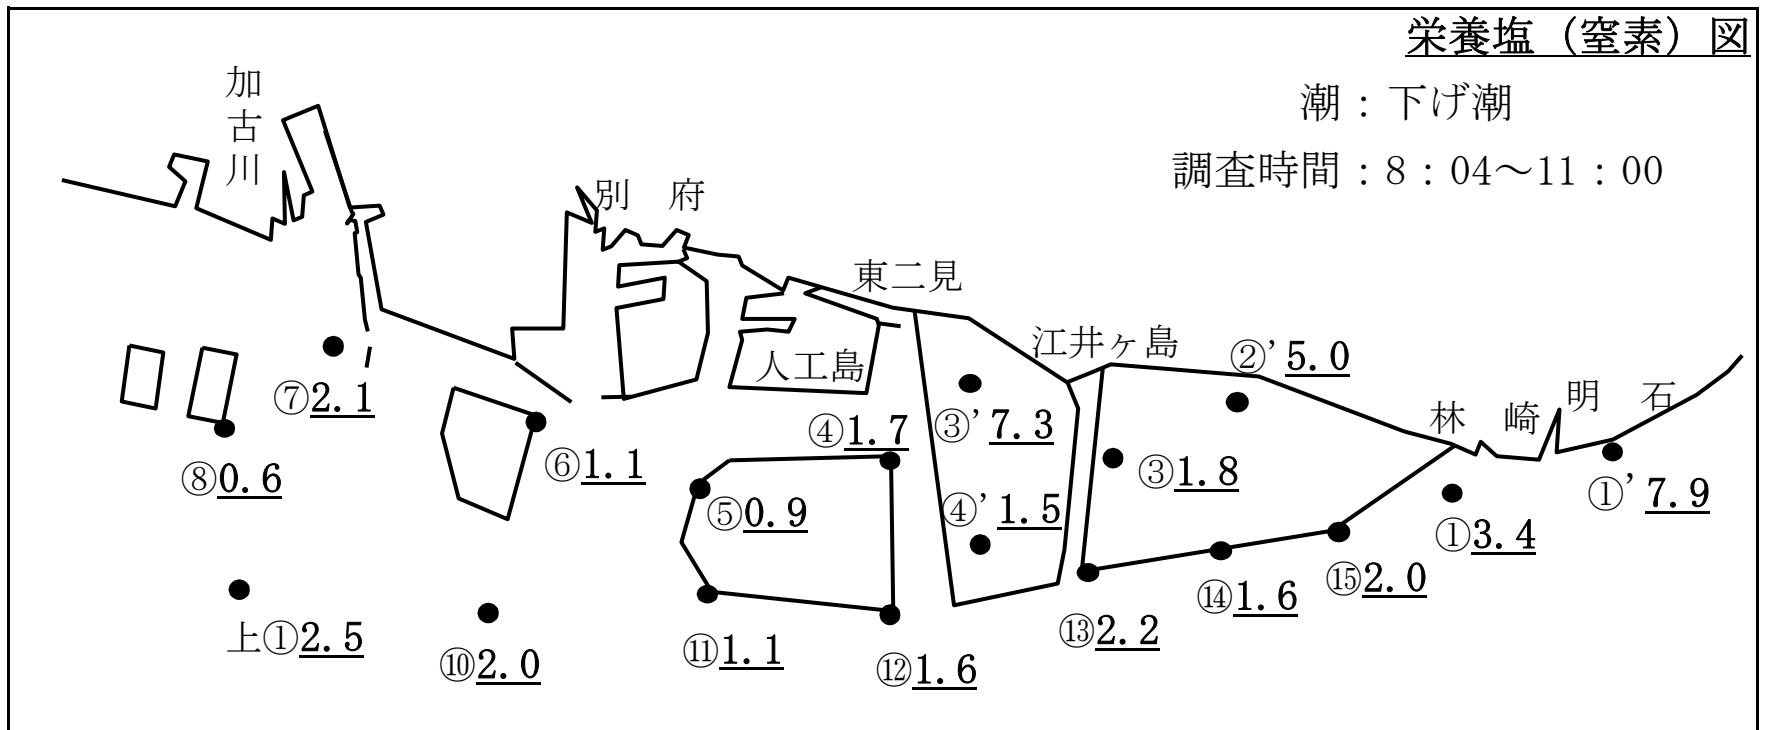 栄養塩（窒素）図
潮：下げ潮
調査時間：8：04～11：00
加古川
別 府
東二見
人工島
江井ヶ島
林 崎
明 石
②' 5.0
⑦2.1
④1.7
③' 7.3
⑧0.6
⑥1.1
③1.8
①' 7.9
⑤0.9
④' 1.5
①3.4
上①2.5
⑩2.0
⑪1.1
⑫1.6
⑬2.2
⑭1.6
⑮2.0